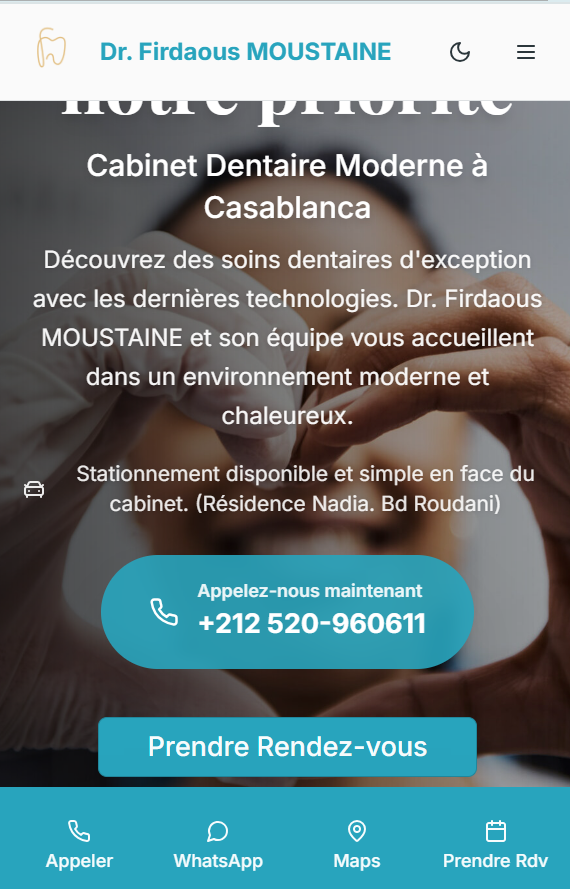 Dr. Firdaous MOUSTAINE
notre priorité
Cabinet Dentaire Moderne à
Casablanca
Découvrez des soins dentaires d'exception
avec les dernières technologies. Dr. Firdaous
MOUSTAINE et son équipe vous accueillent
dans un environnement moderne et
chaleureux.
Stationnement disponible et simple en face du
cabinet. (Résidence Nadia. Bd Roudani)
Appelez-nous maintenant
+212 520-960611
Prendre Rendez-vous
Appeler WhatsApp Maps Prendre Rdv